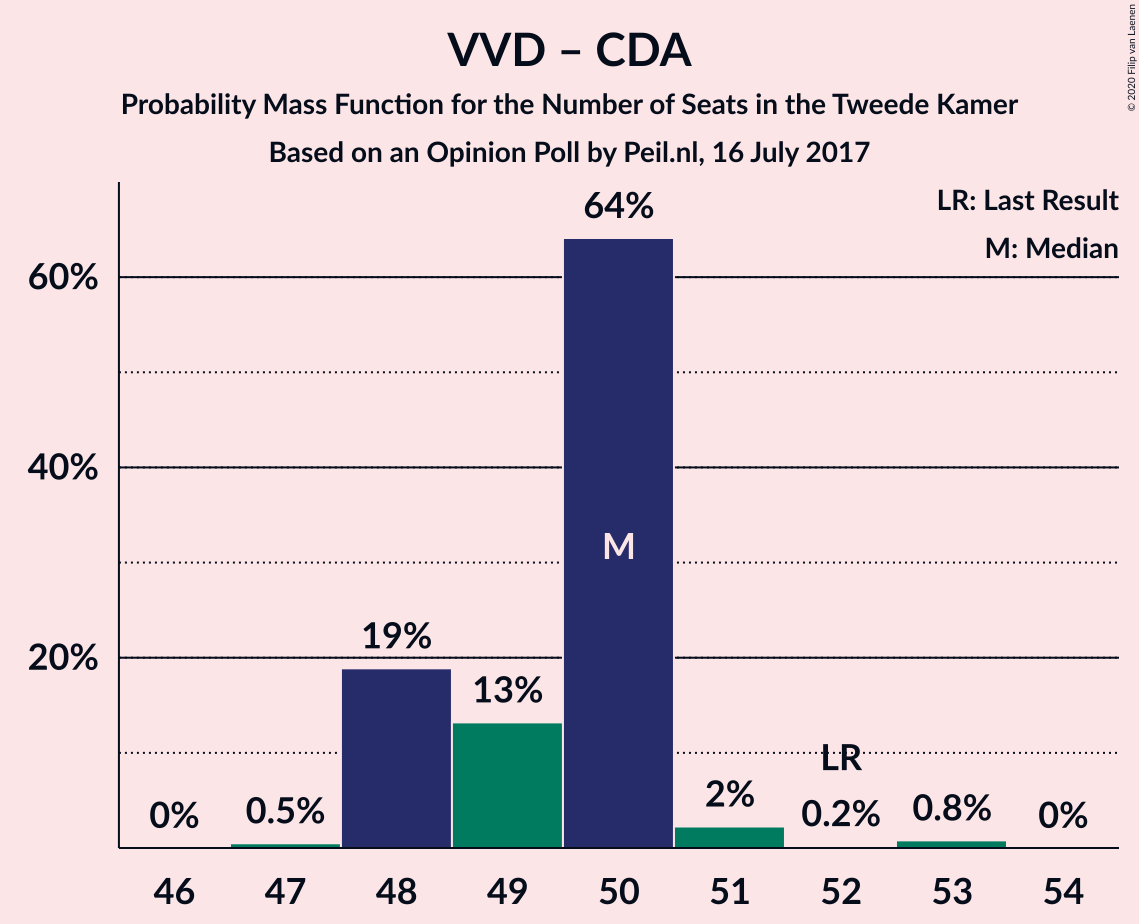 VVD – CDA
Probability Mass Function for the Number of Seats in the Tweede Kamer
Based on an Opinion Poll by Peil.nl, 16 July 2017
© 2020 Filip van Laenen
LR: Last Result
M: Median
60%
40%
20%
0%
0.5%
19%
13%
64%
M
2%
LR
0.2%
0.8%
0%
46 47 48 49 50 51 52 53 54